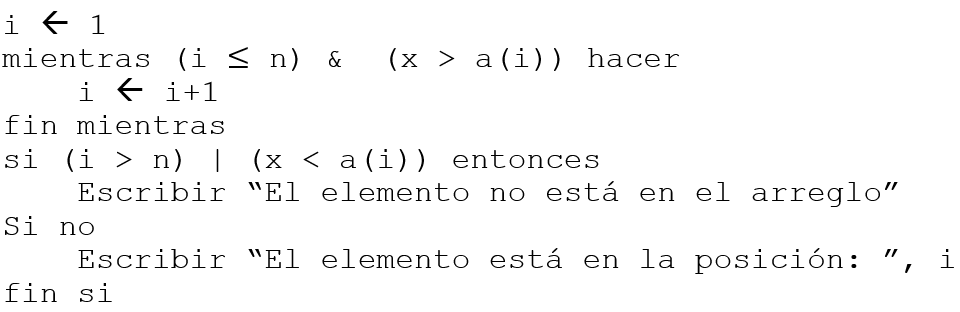 i ← 1
mientras (i ≤ n) & (x > a(i)) hacer
i ← i+1
fin mientras
si (i > n) | (x < a(i)) entonces
Escribir “El elemento no está en el arreglo”
Si no
Escribir “El elemento está en la posición: ”, i
fin si